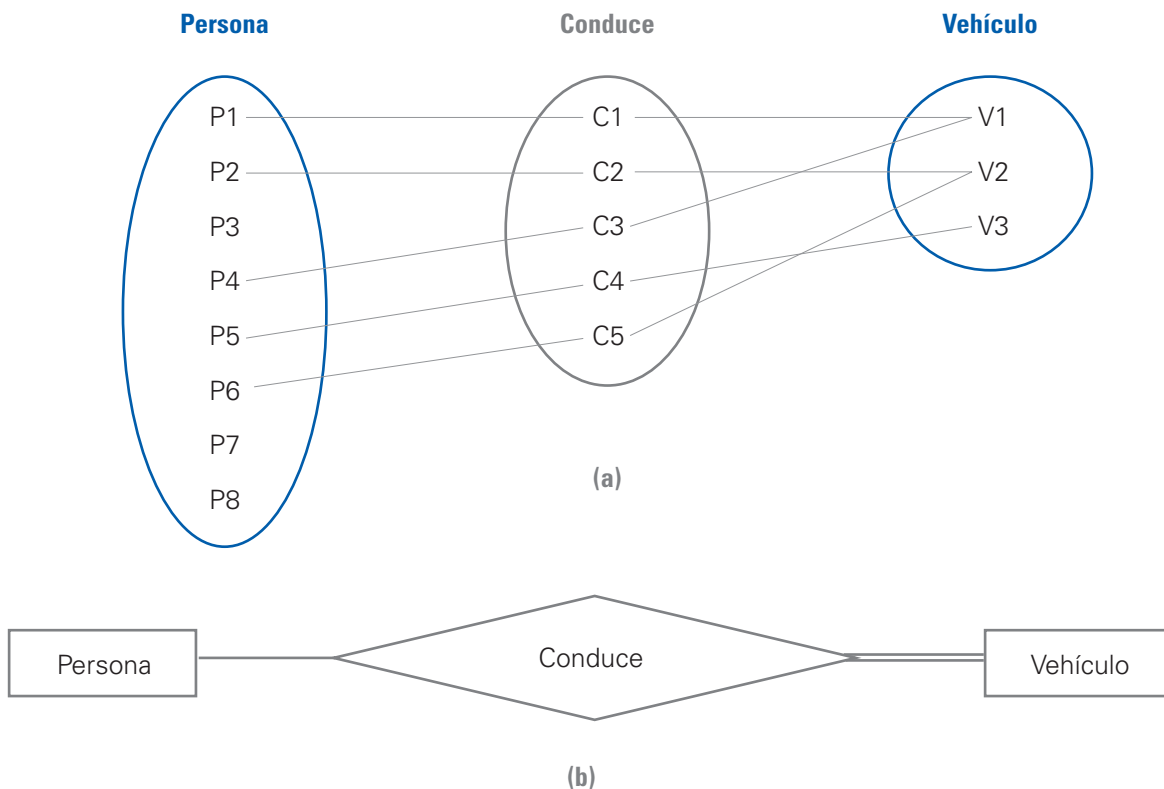 Persona Conduce Vehículo
P1 C1 V1
P2 C2 V2
P3 C3 V3
P4 C4
P5 C5
P6
P7
P8
(a)
Persona Conduce Vehículo
(b)